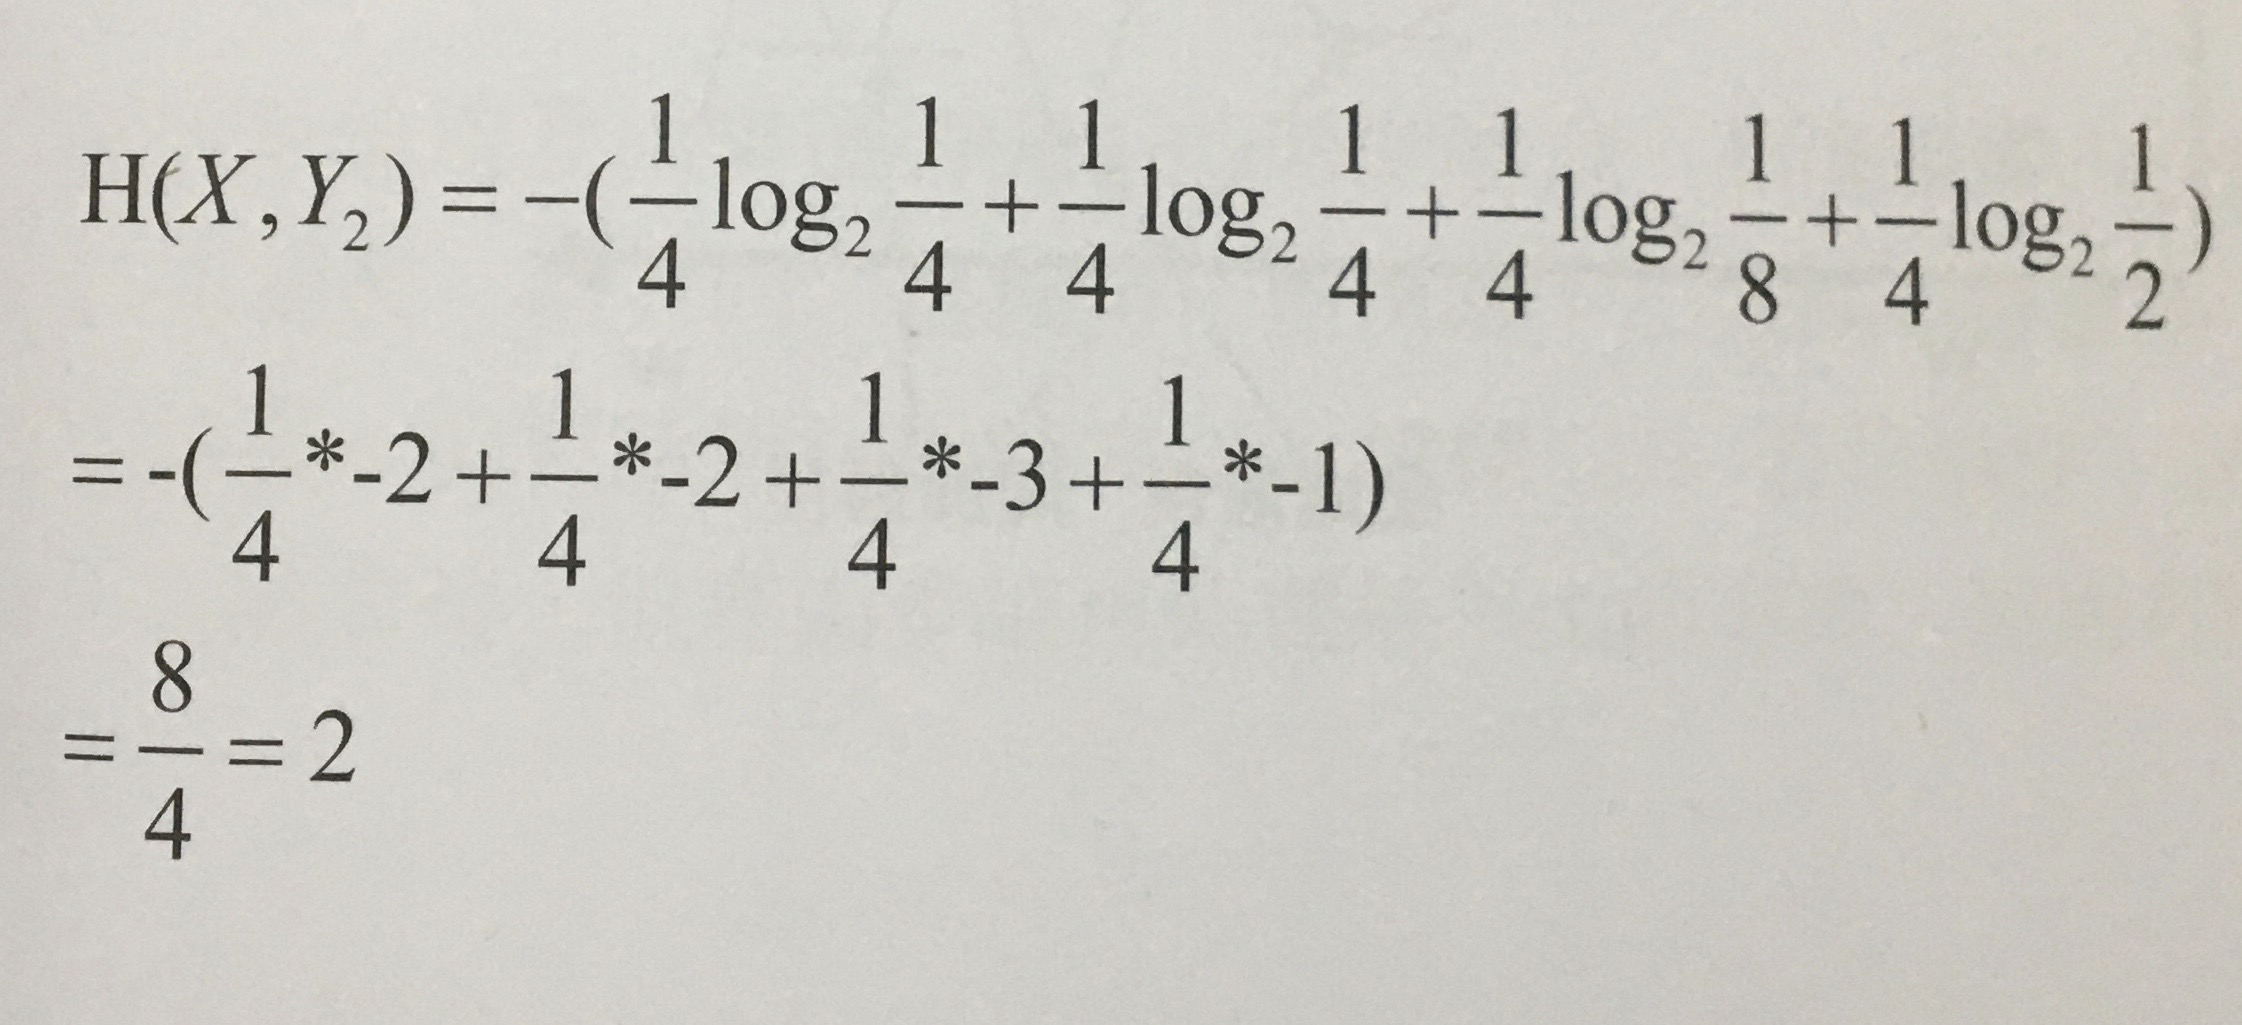 H(X,Y₂) = −(1/4 log₂ 1/4 + 1/4 log₂ 1/4 + 1/4 log₂ 1/8 + 1/4 log₂ 1/2)
= -(1/4 *-2 + 1/4 *-2 + 1/4 *-3 + 1/4 *-1)
= 8/4 = 2